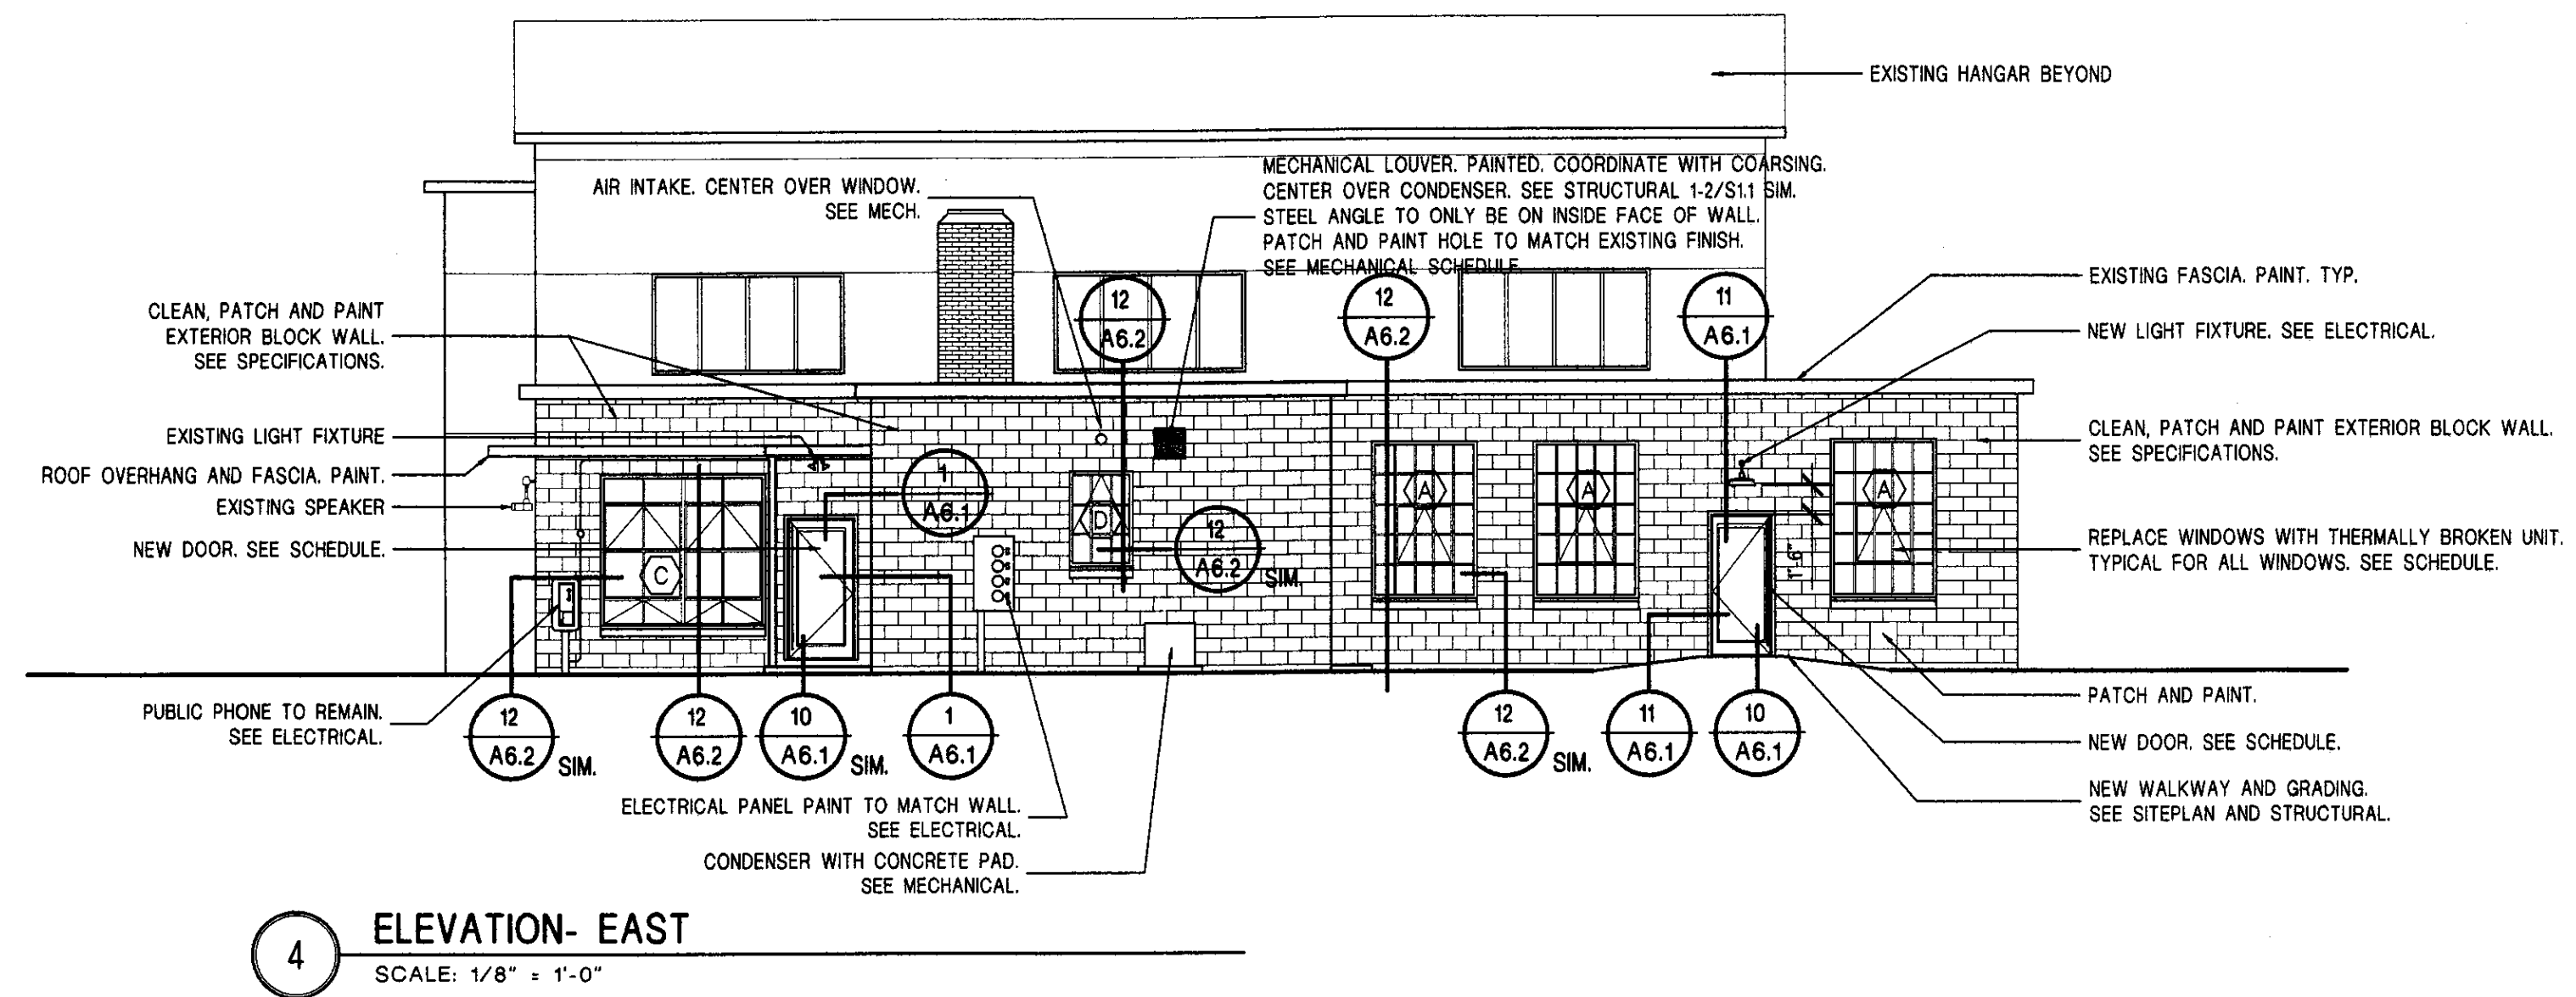 EXISTING HANGAR BEYOND
AIR INTAKE. CENTER OVER WINDOW.
SEE MECH.
MECHANICAL LOUVER. PAINTED. COORDINATE WITH COARSING.
CENTER OVER CONDENSER. SEE STRUCTURAL 1-2/S1.1 SIM.
STEEL ANGLE TO ONLY BE ON INSIDE FACE OF WALL.
PATCH AND PAINT HOLE TO MATCH EXISTING FINISH.
SEE MECHANICAL SCHEDULE.
CLEAN, PATCH AND PAINT
EXTERIOR BLOCK WALL.
SEE SPECIFICATIONS.
EXISTING LIGHT FIXTURE
ROOF OVERHANG AND FASCIA. PAINT.
EXISTING SPEAKER
NEW DOOR. SEE SCHEDULE.
PUBLIC PHONE TO REMAIN.
SEE ELECTRICAL.
12
A6.2
12
A6.2
11
A6.1
1
A6.1
12
A6.2
SIM.
C
D
A
A
A
1'-6"
EXISTING FASCIA. PAINT. TYP.
NEW LIGHT FIXTURE. SEE ELECTRICAL.
CLEAN, PATCH AND PAINT EXTERIOR BLOCK WALL.
SEE SPECIFICATIONS.
REPLACE WINDOWS WITH THERMALLY BROKEN UNIT.
TYPICAL FOR ALL WINDOWS. SEE SCHEDULE.
PATCH AND PAINT.
NEW DOOR. SEE SCHEDULE.
NEW WALKWAY AND GRADING.
SEE SITEPLAN AND STRUCTURAL.
12
A6.2
SIM.
12
A6.2
10
A6.1
SIM.
1
A6.1
12
A6.2
SIM.
11
A6.1
10
A6.1
ELECTRICAL PANEL PAINT TO MATCH WALL.
SEE ELECTRICAL.
CONDENSER WITH CONCRETE PAD.
SEE MECHANICAL.
4
ELEVATION- EAST
SCALE: 1/8" = 1'-0"